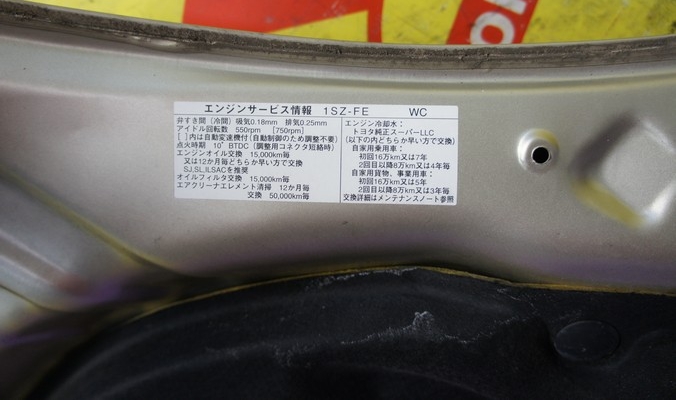 エンジンサービス情報 1SZ-FE WC
弁すき間（冷間）吸気0.18mm 排気0.25mm
アイドル回転数 550rpm [750rpm]
[ ]内は自動変速機付（自動制御のため調整不要）
点火時期 10°BTDC（調整用コネクタ短絡時）
エンジンオイル交換 15,000km毎
又は12か月毎どちらか早い方で交換
SJ,SL,ILSACを推奨
オイルフィルタ交換 15,000km毎
エアクリーナエレメント清掃 12か月毎
交換 50,000km毎
エンジン冷却水：
トヨタ純正スーパーLLC
（以下の内どちらか早い方で交換）
自家用乗用車：
初回16万km又は7年
2回目以降8万km又は4年毎
自家用貨物、事業用車：
初回16万km又は5年
2回目以降8万km又は3年毎
交換詳細はメンテナンスノート参照